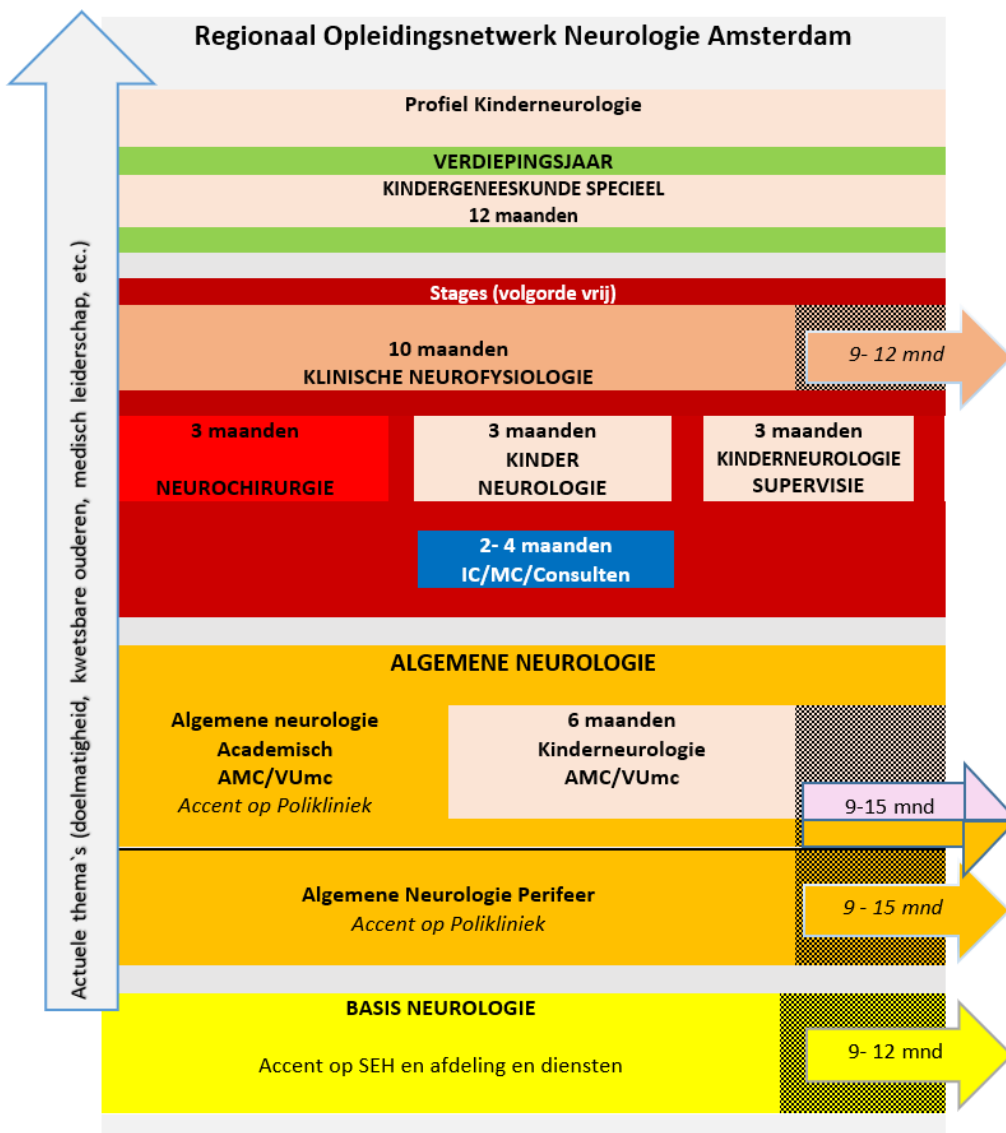 Regionaal Opleidingsnetwerk Neurologie Amsterdam
Profiel Kinderneurologie
VERDIEPINGSJAAR
KINDERGENEESKUNDE SPECIEEL
12 maanden
Stages (volgorde vrij)
10 maanden
KLINISCHE NEUROFYSIOLOGIE
9- 12 mnd
3 maanden
NEUROCHIRURGIE
3 maanden
KINDER
NEUROLOGIE
3 maanden
KINDERNEUROLOGIE
SUPERVISIE
2- 4 maanden
IC/MC/Consulten
ALGEMENE NEUROLOGIE
Algemene neurologie
Academisch
AMC/VUmc
Accent op Polikliniek
6 maanden
Kinderneurologie
AMC/VUmc
9-15 mnd
Algemene Neurologie Perifeer
Accent op Polikliniek
9 - 15 mnd
BASIS NEUROLOGIE
Accent op SEH en afdeling en diensten
9- 12 mnd
Actuele thema`s (doelmatigheid, kwetsbare ouderen, medisch leiderschap, etc.)